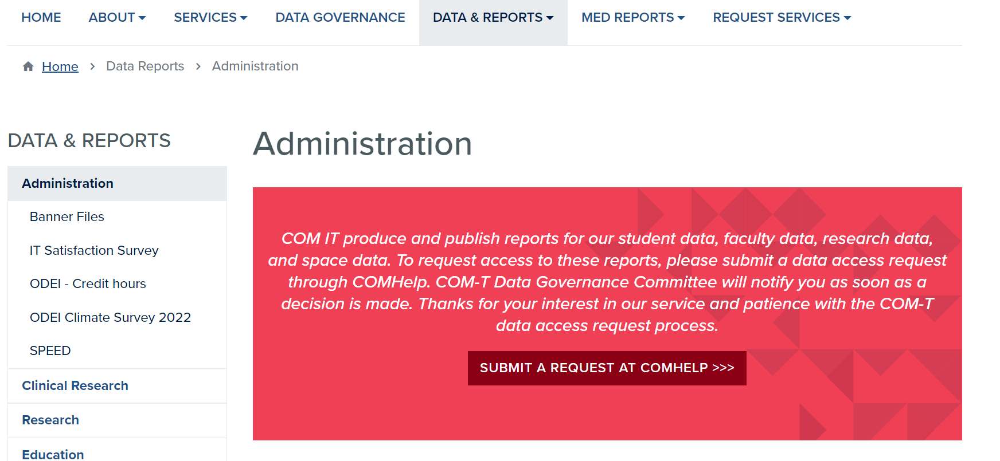 HOME ABOUT SERVICES DATA GOVERNANCE DATA & REPORTS MED REPORTS REQUEST SERVICES
Home > Data Reports > Administration
DATA & REPORTS
Administration
Banner Files
IT Satisfaction Survey
ODEI - Credit hours
ODEI Climate Survey 2022
SPEED
Clinical Research
Research
Education
Administration
COM IT produce and publish reports for our student data, faculty data, research data,
and space data. To request access to these reports, please submit a data access request
through COMHelp. COM-T Data Governance Committee will notify you as soon as a
decision is made. Thanks for your interest in our service and patience with the COM-T
data access request process.
SUBMIT A REQUEST AT COMHELP >>>